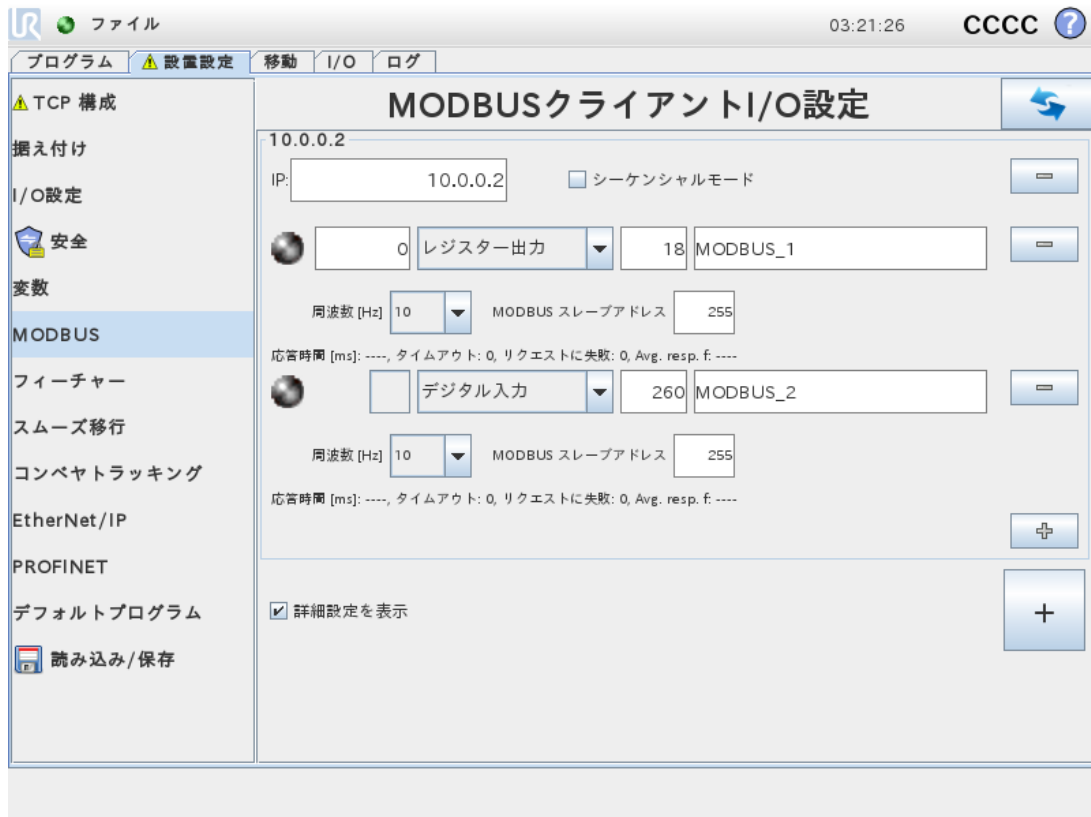 UR ファイル 03:21:26 CCCC ?
プログラム 設置設定 移動 I/O ログ
TCP 構成
据え付け
I/O設定
安全
変数
MODBUS
フィーチャー
スムーズ移行
コンベヤトラッキング
EtherNet/IP
PROFINET
デフォルトプログラム
読み込み/保存
MODBUSクライアントI/O設定
10.0.0.2
IP: 10.0.0.2 シーケンシャルモード
0 レジスター出力 18 MODBUS_1
周波数 [Hz] 10 MODBUS スレーブアドレス 255
応答時間 [ms]: ----, タイムアウト: 0, リクエストに失敗: 0, Avg. resp. f: ----
デジタル入力 260 MODBUS_2
周波数 [Hz] 10 MODBUS スレーブアドレス 255
応答時間 [ms]: ----, タイムアウト: 0, リクエストに失敗: 0, Avg. resp. f: ----
詳細設定を表示
+